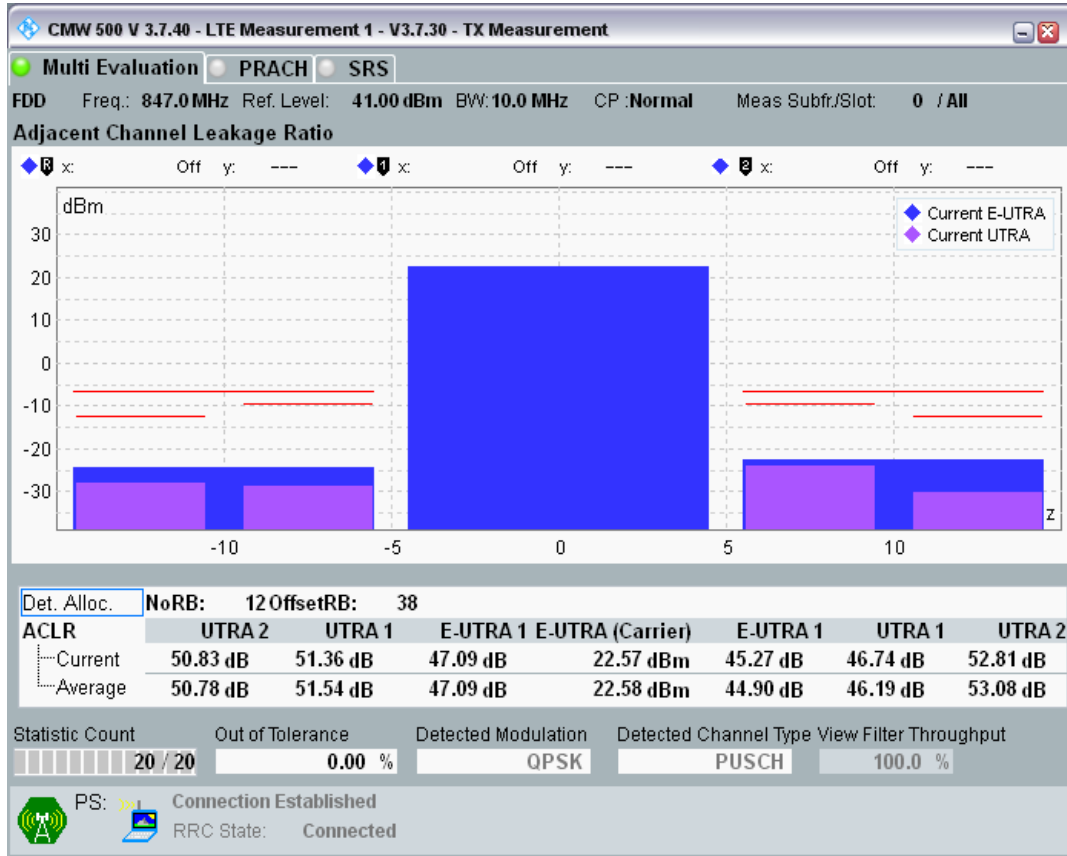 CMW 500 V 3.7.40 - LTE Measurement 1 - V3.7.30 - TX Measurement
Multi Evaluation PRACH SRS
FDD Freq.: 847.0 MHz Ref. Level: 41.00 dBm BW: 10.0 MHz CP :Normal Meas Subfr./Slot: 0 / All
Adjacent Channel Leakage Ratio
R x: Off y: --- 1 x: Off y: --- 2 x: Off y: ---
dBm
Current E-UTRA
Current UTRA
30
20
10
0
-10
-20
-30
z
-10 -5 0 5 10
Det. Alloc. NoRB: 12 OffsetRB: 38
ACLR UTRA 2 UTRA 1 E-UTRA 1 E-UTRA (Carrier) E-UTRA 1 UTRA 1 UTRA 2
Current 50.83 dB 51.36 dB 47.09 dB 22.57 dBm 45.27 dB 46.74 dB 52.81 dB
Average 50.78 dB 51.54 dB 47.09 dB 22.58 dBm 44.90 dB 46.19 dB 53.08 dB
Statistic Count Out of Tolerance Detected Modulation Detected Channel Type View Filter Throughput
20 / 20 0.00 % QPSK PUSCH 100.0 %
PS: Connection Established
RRC State: Connected